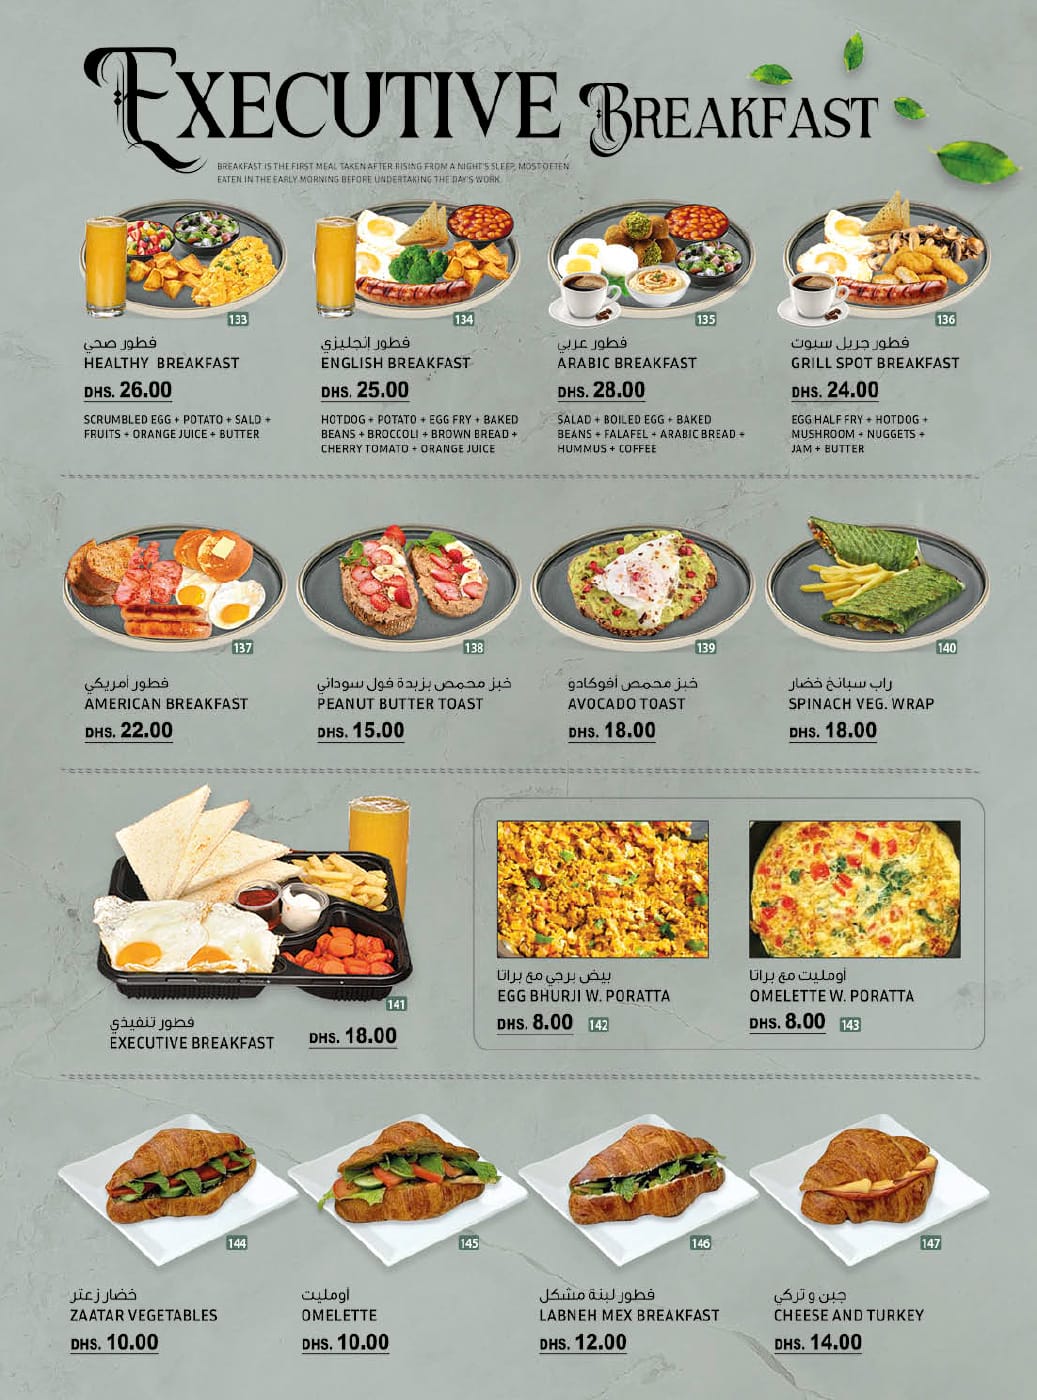 EXECUTIVE BREAKFAST
BREAKFAST IS THE FIRST MEAL TAKEN AFTER RISING FROM A NIGHT'S SLEEP, MOST OFTEN
EATEN IN THE EARLY MORNING BEFORE UNDERTAKING THE DAY'S WORK.
133
فطور صحي
HEALTHY BREAKFAST
DHS. 26.00
SCRUMBLED EGG + POTATO + SALD +
FRUITS + ORANGE JUICE + BUTTER
134
فطور إنجليزي
ENGLISH BREAKFAST
DHS. 25.00
HOTDOG + POTATO + EGG FRY + BAKED
BEANS + BROCCOLI + BROWN BREAD +
CHERRY TOMATO + ORANGE JUICE
135
فطور عربي
ARABIC BREAKFAST
DHS. 28.00
SALAD + BOILED EGG + BAKED
BEANS + FALAFEL + ARABIC BREAD +
HUMMUS + COFFEE
136
فطور جريل سبوت
GRILL SPOT BREAKFAST
DHS. 24.00
EGG HALF FRY + HOTDOG +
MUSHROOM + NUGGETS +
JAM + BUTTER
137
فطور أمريكي
AMERICAN BREAKFAST
DHS. 22.00
138
خبز محمص بزبدة فول سوداني
PEANUT BUTTER TOAST
DHS. 15.00
139
خبز محمص أفوكادو
AVOCADO TOAST
DHS. 18.00
140
راب سبانخ خضار
SPINACH VEG. WRAP
DHS. 18.00
141
فطور تنفيذي
EXECUTIVE BREAKFAST
DHS. 18.00
بيض برجي مع براتا
EGG BHURJI W. PORATTA
DHS. 8.00 142
أومليت مع براتا
OMELETTE W. PORATTA
DHS. 8.00 143
144
خضار زعتر
ZAATAR VEGETABLES
DHS. 10.00
145
أومليت
OMELETTE
DHS. 10.00
146
فطور لبنة مشكل
LABNEH MEX BREAKFAST
DHS. 12.00
147
جبن و تركي
CHEESE AND TURKEY
DHS. 14.00